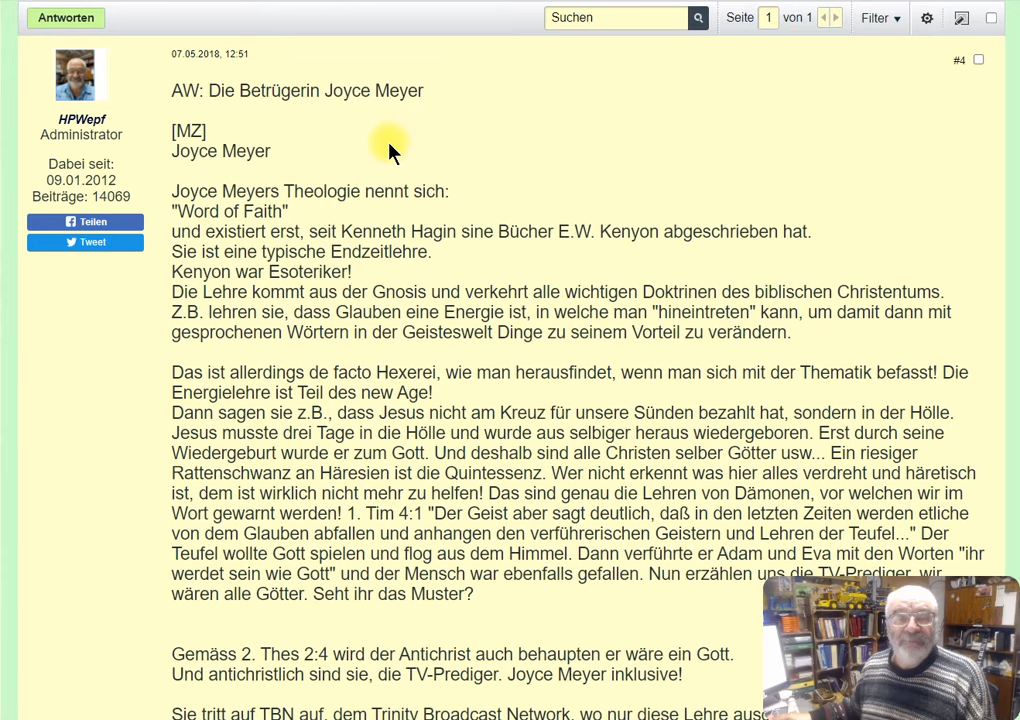 Antworten
Suchen
Seite 1 von 1
Filter
07.05.2018, 12:51
#4
HPWepf
Administrator
Dabei seit:
09.01.2012
Beiträge: 14069
Teilen
Tweet
AW: Die Betrügerin Joyce Meyer
[MZ]
Joyce Meyer
Joyce Meyers Theologie nennt sich:
"Word of Faith"
und existiert erst, seit Kenneth Hagin sine Bücher E.W. Kenyon abgeschrieben hat.
Sie ist eine typische Endzeitlehre.
Kenyon war Esoteriker!
Die Lehre kommt aus der Gnosis und verkehrt alle wichtigen Doktrinen des biblischen Christentums.
Z.B. lehren sie, dass Glauben eine Energie ist, in welche man "hineintreten" kann, um damit dann mit
gesprochenen Wörtern in der Geisteswelt Dinge zu seinem Vorteil zu verändern.
Das ist allerdings de facto Hexerei, wie man herausfindet, wenn man sich mit der Thematik befasst! Die
Energielehre ist Teil des new Age!
Dann sagen sie z.B., dass Jesus nicht am Kreuz für unsere Sünden bezahlt hat, sondern in der Hölle.
Jesus musste drei Tage in die Hölle und wurde aus selbiger heraus wiedergeboren. Erst durch seine
Wiedergeburt wurde er zum Gott. Und deshalb sind alle Christen selber Götter usw... Ein riesiger
Rattenschwanz an Häresien ist die Quintessenz. Wer nicht erkennt was hier alles verdreht und häretisch
ist, dem ist wirklich nicht mehr zu helfen! Das sind genau die Lehren von Dämonen, vor welchen wir im
Wort gewarnt werden! 1. Tim 4:1 "Der Geist aber sagt deutlich, daß in den letzten Zeiten werden etliche
von dem Glauben abfallen und anhangen den verführerischen Geistern und Lehren der Teufel..." Der
Teufel wollte Gott spielen und flog aus dem Himmel. Dann verführte er Adam und Eva mit den Worten "ihr
werdet sein wie Gott" und der Mensch war ebenfalls gefallen. Nun erzählen uns die TV-Prediger, wir
wären alle Götter. Seht ihr das Muster?
Gemäss 2. Thes 2:4 wird der Antichrist auch behaupten er wäre ein Gott.
Und antichristlich sind sie, die TV-Prediger. Joyce Meyer inklusive!
Sie tritt auf TBN auf, dem Trinity Broadcast Network, wo nur diese Lehre